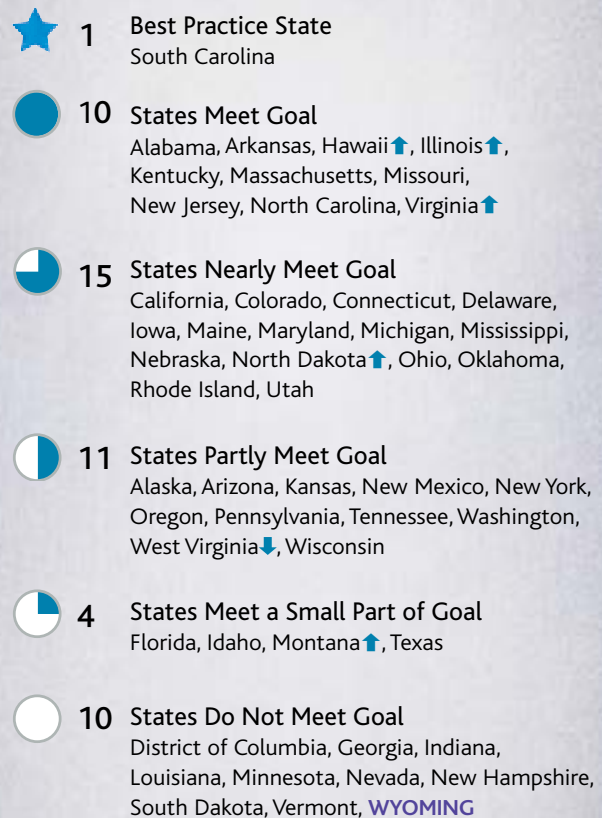 1 Best Practice State
South Carolina
10 States Meet Goal
Alabama, Arkansas, Hawaii⬆, Illinois⬆,
Kentucky, Massachusetts, Missouri,
New Jersey, North Carolina, Virginia⬆
15 States Nearly Meet Goal
California, Colorado, Connecticut, Delaware,
Iowa, Maine, Maryland, Michigan, Mississippi,
Nebraska, North Dakota⬆, Ohio, Oklahoma,
Rhode Island, Utah
11 States Partly Meet Goal
Alaska, Arizona, Kansas, New Mexico, New York,
Oregon, Pennsylvania, Tennessee, Washington,
West Virginia⬇, Wisconsin
4 States Meet a Small Part of Goal
Florida, Idaho, Montana⬆, Texas
10 States Do Not Meet Goal
District of Columbia, Georgia, Indiana,
Louisiana, Minnesota, Nevada, New Hampshire,
South Dakota, Vermont, WYOMING